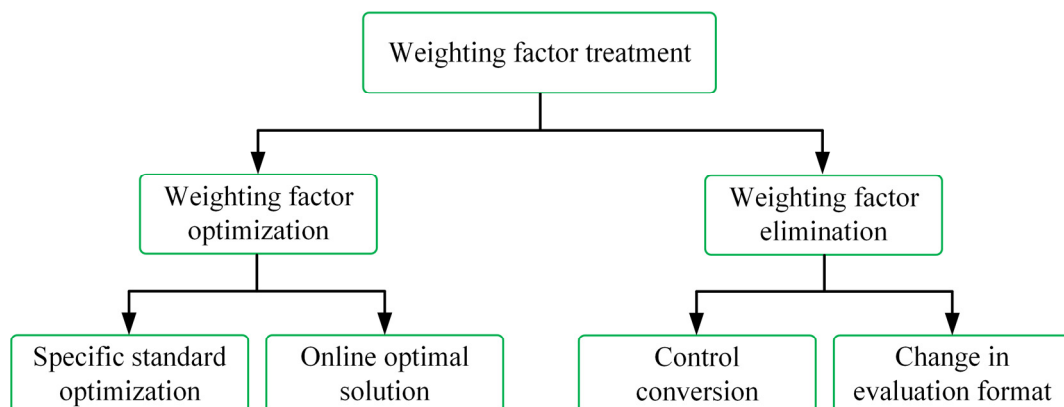 Weighting factor treatment
Weighting factor
optimization
Weighting factor
elimination
Specific standard
optimization
Online optimal
solution
Control
conversion
Change in
evaluation format